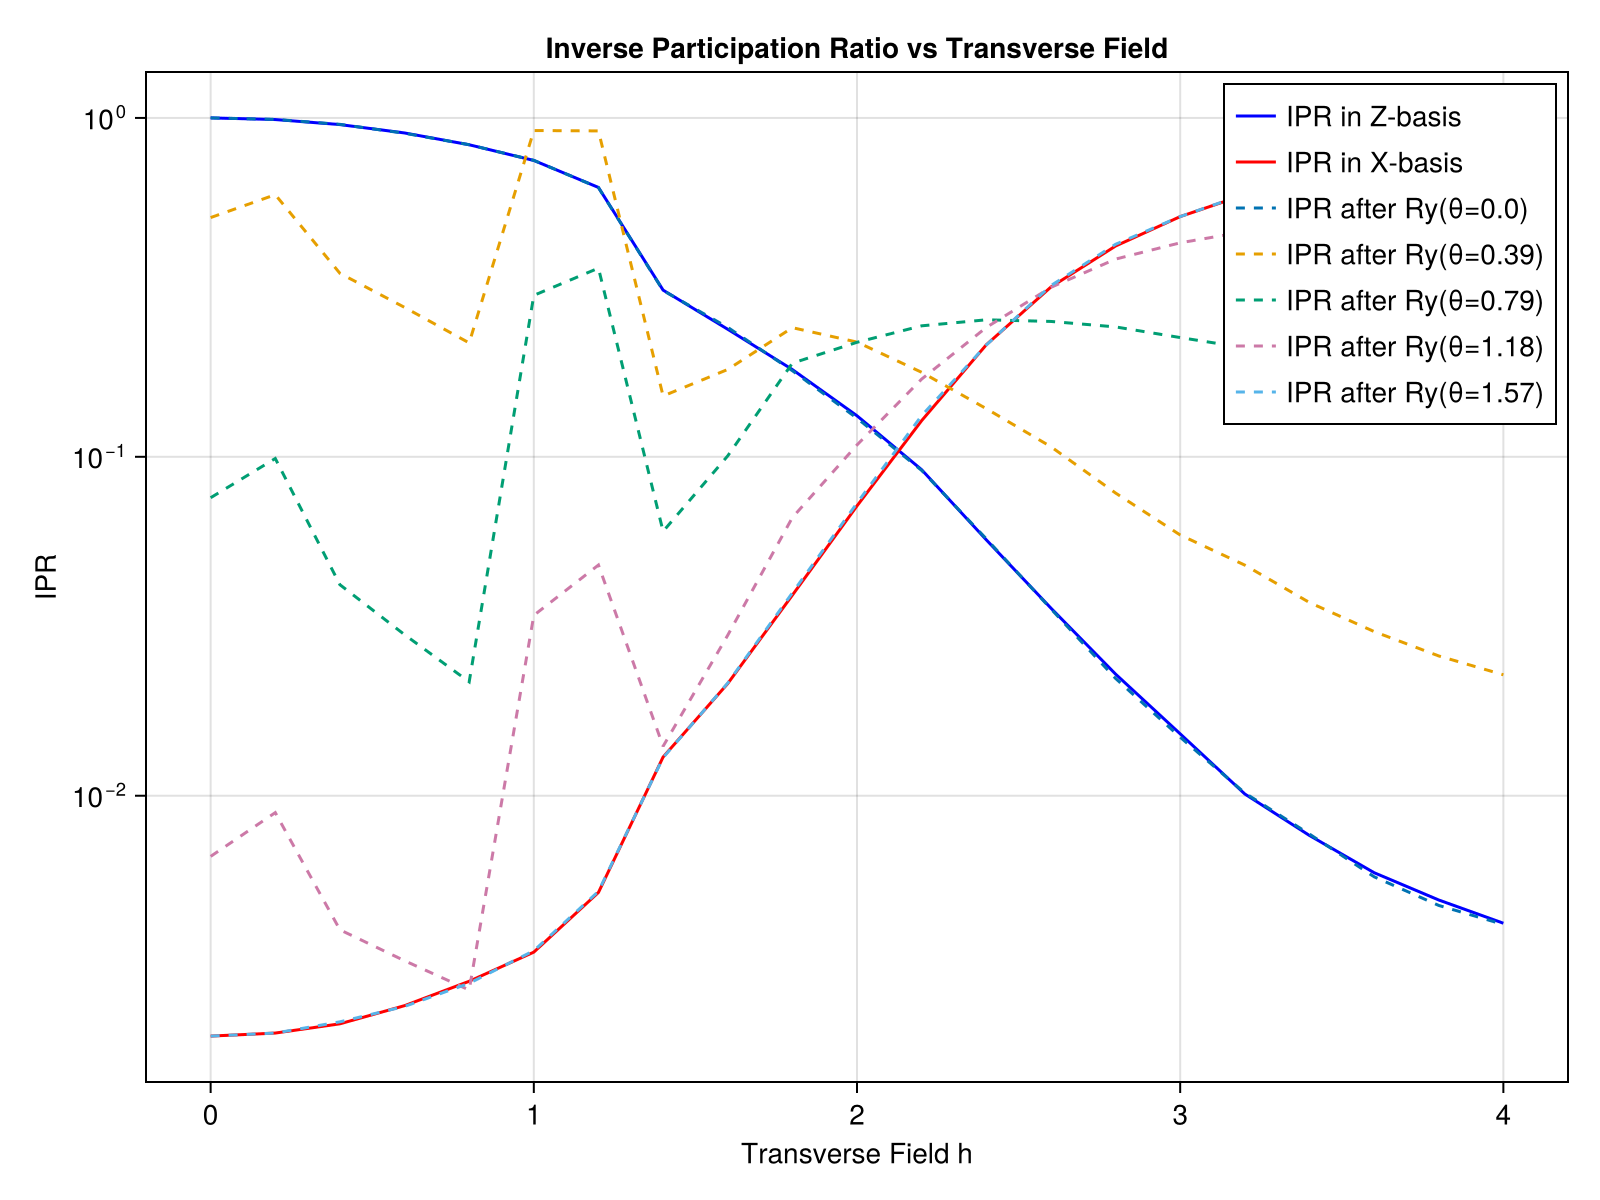 Inverse Participation Ratio vs Transverse Field
10⁰
10⁻¹
10⁻²
IPR
IPR in Z-basis
IPR in X-basis
IPR after Ry(θ=0.0)
IPR after Ry(θ=0.39)
IPR after Ry(θ=0.79)
IPR after Ry(θ=1.18)
IPR after Ry(θ=1.57)
0 1 2 3 4
Transverse Field h